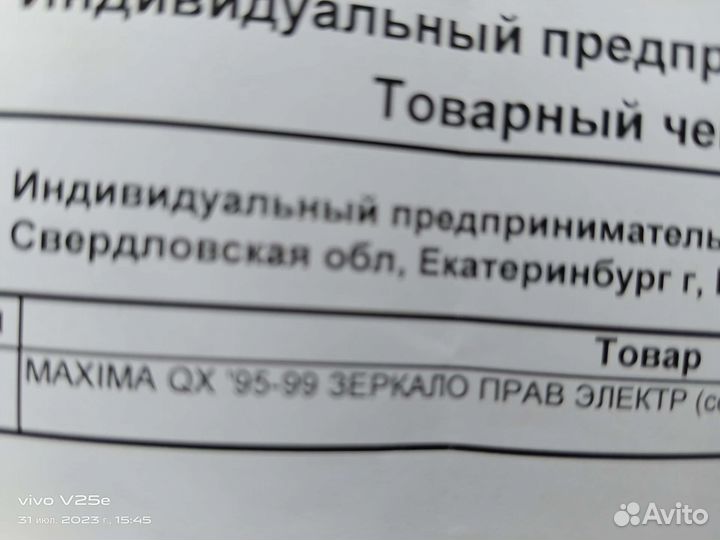 Индивидуальный предпр
Товарный че
Индивидуальный предприниматель
Свердловская обл, Екатеринбург г,
Товар
MAXIMA QX '95-99 ЗЕРКАЛО ПРАВ ЭЛЕКТР (се
vivo V25e
31 июл. 2023 г., 15:45
Avito